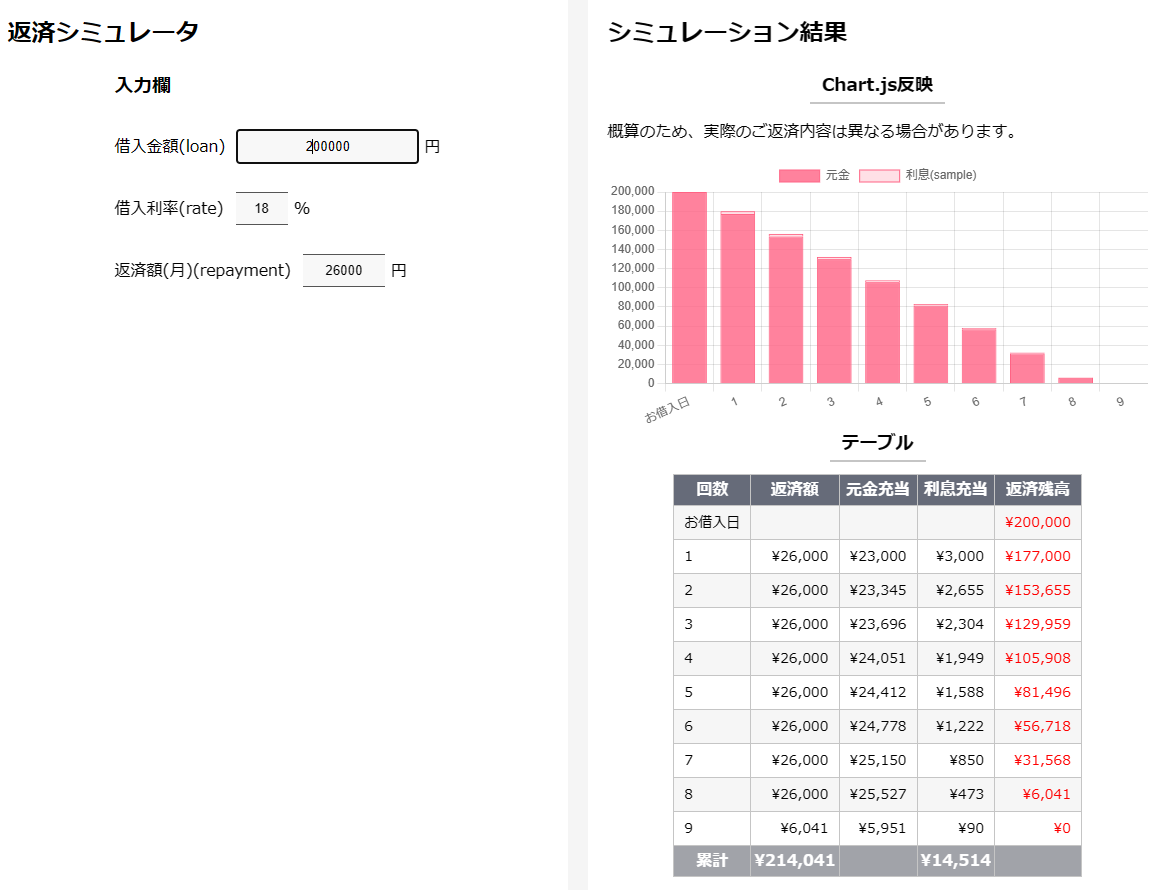 返済シミュレータ
入力欄
借入金額(loan) 200000 円
借入利率(rate) 18 %
返済額(月)(repayment) 26000 円
シミュレーション結果
Chart.js反映
概算のため、実際のご返済内容は異なる場合があります。
元金 利息(sample)
200,000
180,000
160,000
140,000
120,000
100,000
80,000
60,000
40,000
20,000
0
お借入日 1 2 3 4 5 6 7 8 9
テーブル
回数 返済額 元金充当 利息充当 返済残高
お借入日 ¥200,000
1 ¥26,000 ¥23,000 ¥3,000 ¥177,000
2 ¥26,000 ¥23,345 ¥2,655 ¥153,655
3 ¥26,000 ¥23,696 ¥2,304 ¥129,959
4 ¥26,000 ¥24,051 ¥1,949 ¥105,908
5 ¥26,000 ¥24,412 ¥1,588 ¥81,496
6 ¥26,000 ¥24,778 ¥1,222 ¥56,718
7 ¥26,000 ¥25,150 ¥850 ¥31,568
8 ¥26,000 ¥25,527 ¥473 ¥6,041
9 ¥6,041 ¥5,951 ¥90 ¥0
累計 ¥214,041 ¥14,514